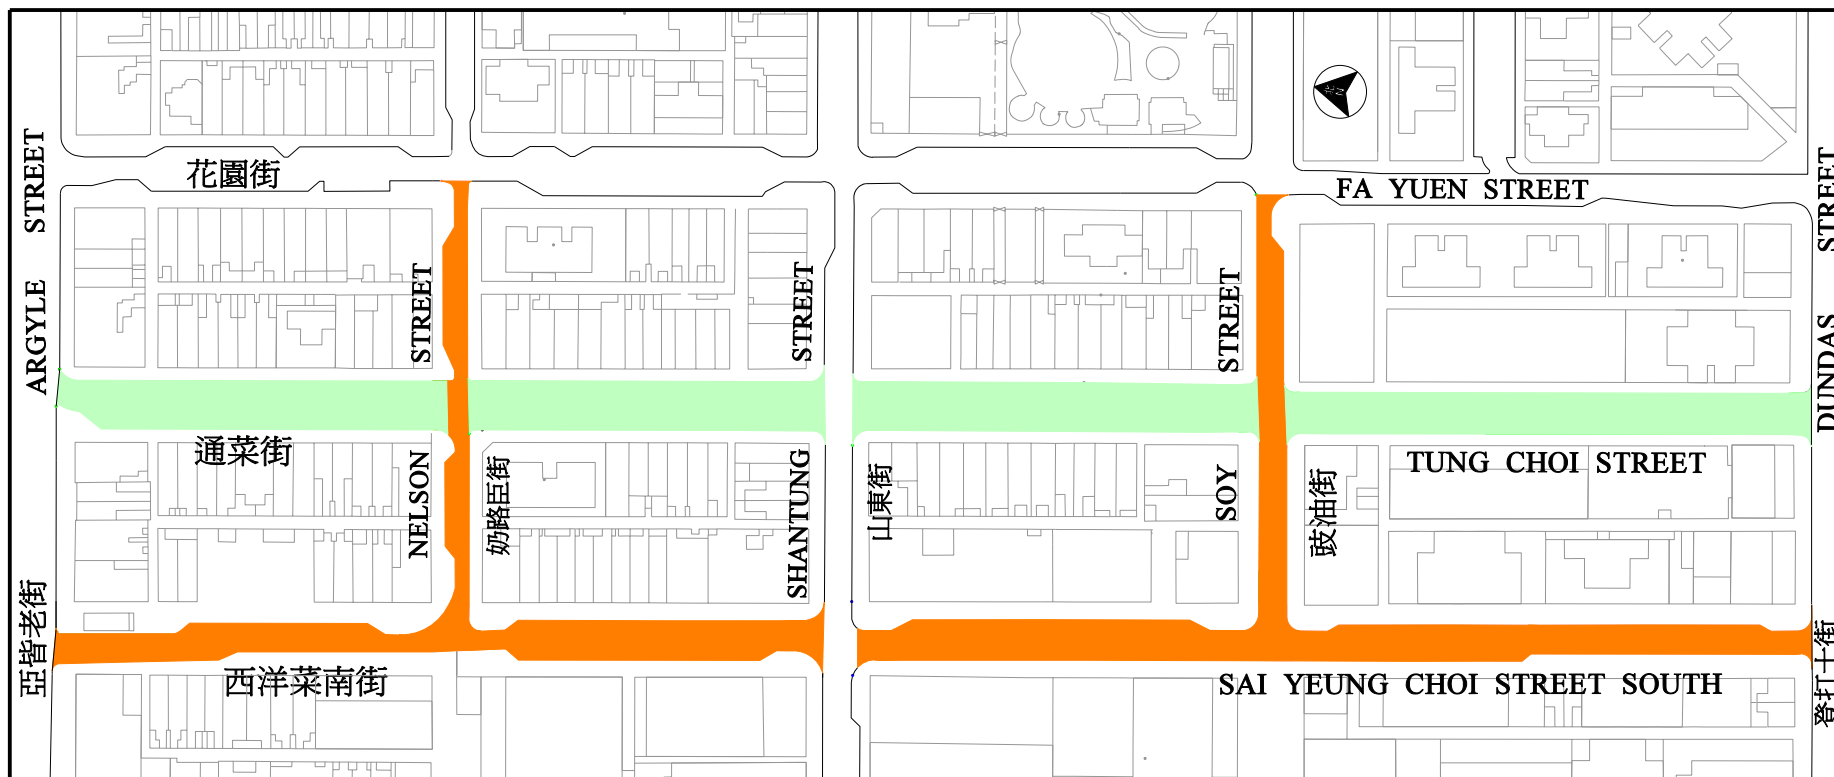 花園街
FA YUEN STREET
ARGYLE STREET
亞皆老街
通菜街
TUNG CHOI STREET
NELSON STREET
奶路臣街
SHANTUNG STREET
山東街
SOY STREET
豉油街
DUNDAS STREET
登打士街
西洋菜南街
SAI YEUNG CHOI STREET SOUTH
N